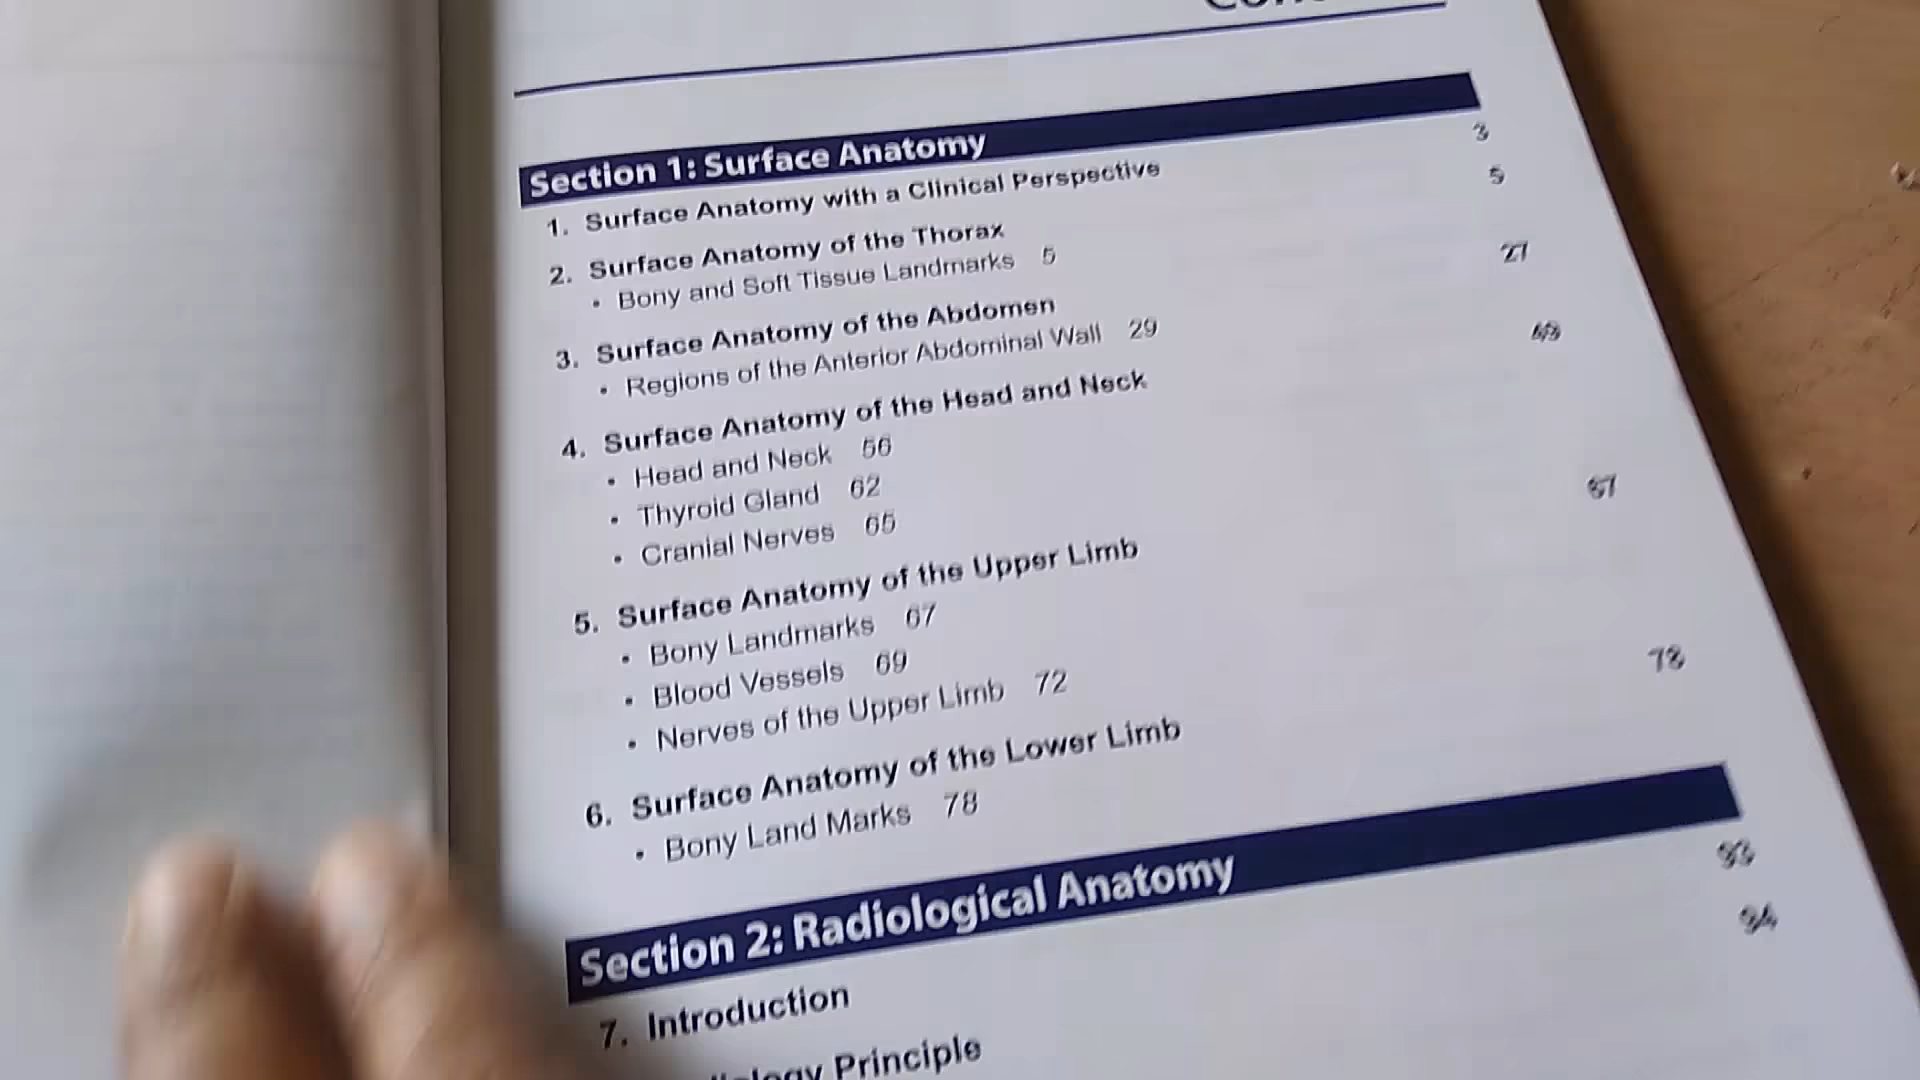 Section 1: Surface Anatomy
1. Surface Anatomy with a Clinical Perspective 3
2. Surface Anatomy of the Thorax 5
• Bony and Soft Tissue Landmarks 5
3. Surface Anatomy of the Abdomen 27
• Regions of the Anterior Abdominal Wall 29
4. Surface Anatomy of the Head and Neck
• Head and Neck 56
• Thyroid Gland 62
• Cranial Nerves 65
5. Surface Anatomy of the Upper Limb
• Bony Landmarks 67
• Blood Vessels 69
• Nerves of the Upper Limb 72
6. Surface Anatomy of the Lower Limb 78
• Bony Land Marks 78
Section 2: Radiological Anatomy
7. Introduction 93
Principle 94